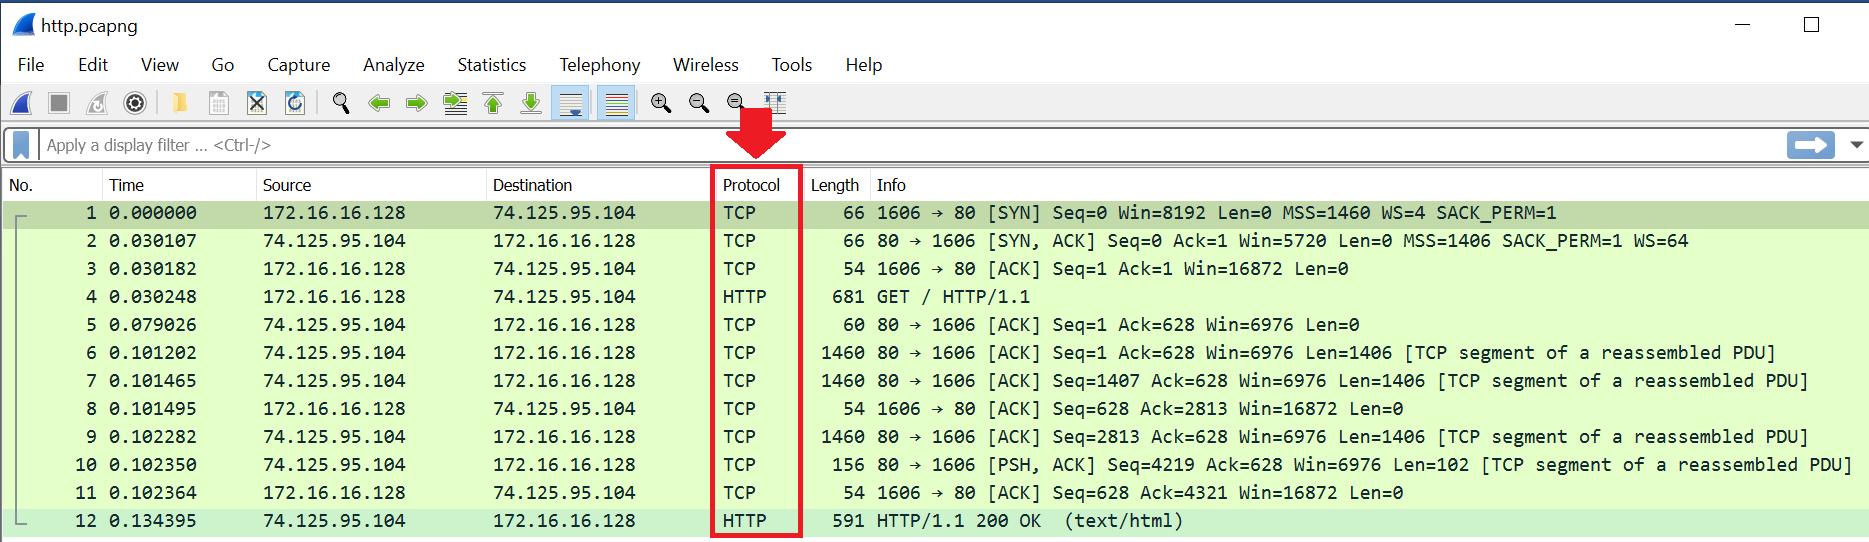 http.pcapng
File Edit View Go Capture Analyze Statistics Telephony Wireless Tools Help
Apply a display filter ... <Ctrl-/>
No. Time Source Destination Protocol Length Info
1 0.000000 172.16.16.128 74.125.95.104 TCP 66 1606 → 80 [SYN] Seq=0 Win=8192 Len=0 MSS=1460 WS=4 SACK_PERM=1
2 0.030107 74.125.95.104 172.16.16.128 TCP 66 80 → 1606 [SYN, ACK] Seq=0 Ack=1 Win=5720 Len=0 MSS=1406 SACK_PERM=1 WS=64
3 0.030182 172.16.16.128 74.125.95.104 TCP 54 1606 → 80 [ACK] Seq=1 Ack=1 Win=16872 Len=0
4 0.030248 172.16.16.128 74.125.95.104 HTTP 681 GET / HTTP/1.1
5 0.079026 74.125.95.104 172.16.16.128 TCP 60 80 → 1606 [ACK] Seq=1 Ack=628 Win=6976 Len=0
6 0.101202 74.125.95.104 172.16.16.128 TCP 1460 80 → 1606 [ACK] Seq=1 Ack=628 Win=6976 Len=1406 [TCP segment of a reassembled PDU]
7 0.101465 74.125.95.104 172.16.16.128 TCP 1460 80 → 1606 [ACK] Seq=1407 Ack=628 Win=6976 Len=1406 [TCP segment of a reassembled PDU]
8 0.101495 172.16.16.128 74.125.95.104 TCP 54 1606 → 80 [ACK] Seq=628 Ack=2813 Win=16872 Len=0
9 0.102282 74.125.95.104 172.16.16.128 TCP 1460 80 → 1606 [ACK] Seq=2813 Ack=628 Win=6976 Len=1406 [TCP segment of a reassembled PDU]
10 0.102350 74.125.95.104 172.16.16.128 TCP 156 80 → 1606 [PSH, ACK] Seq=4219 Ack=628 Win=6976 Len=102 [TCP segment of a reassembled PDU]
11 0.102364 172.16.16.128 74.125.95.104 TCP 54 1606 → 80 [ACK] Seq=628 Ack=4321 Win=16872 Len=0
12 0.134395 74.125.95.104 172.16.16.128 HTTP 591 HTTP/1.1 200 OK (text/html)